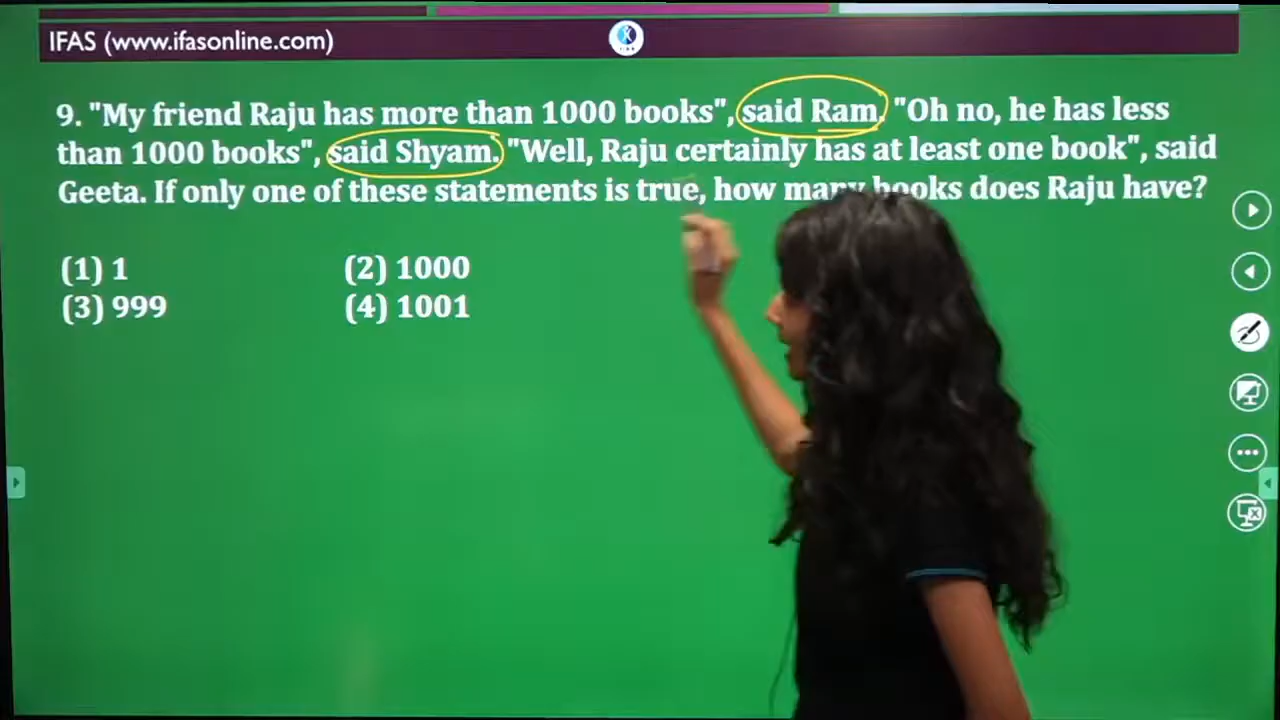 IFAS (www.ifasonline.com)
9. "My friend Raju has more than 1000 books", said Ram. "Oh no, he has less
than 1000 books", said Shyam. "Well, Raju certainly has at least one book", said
Geeta. If only one of these statements is true, how many books does Raju have?
(1) 1 (2) 1000
(3) 999 (4) 1001